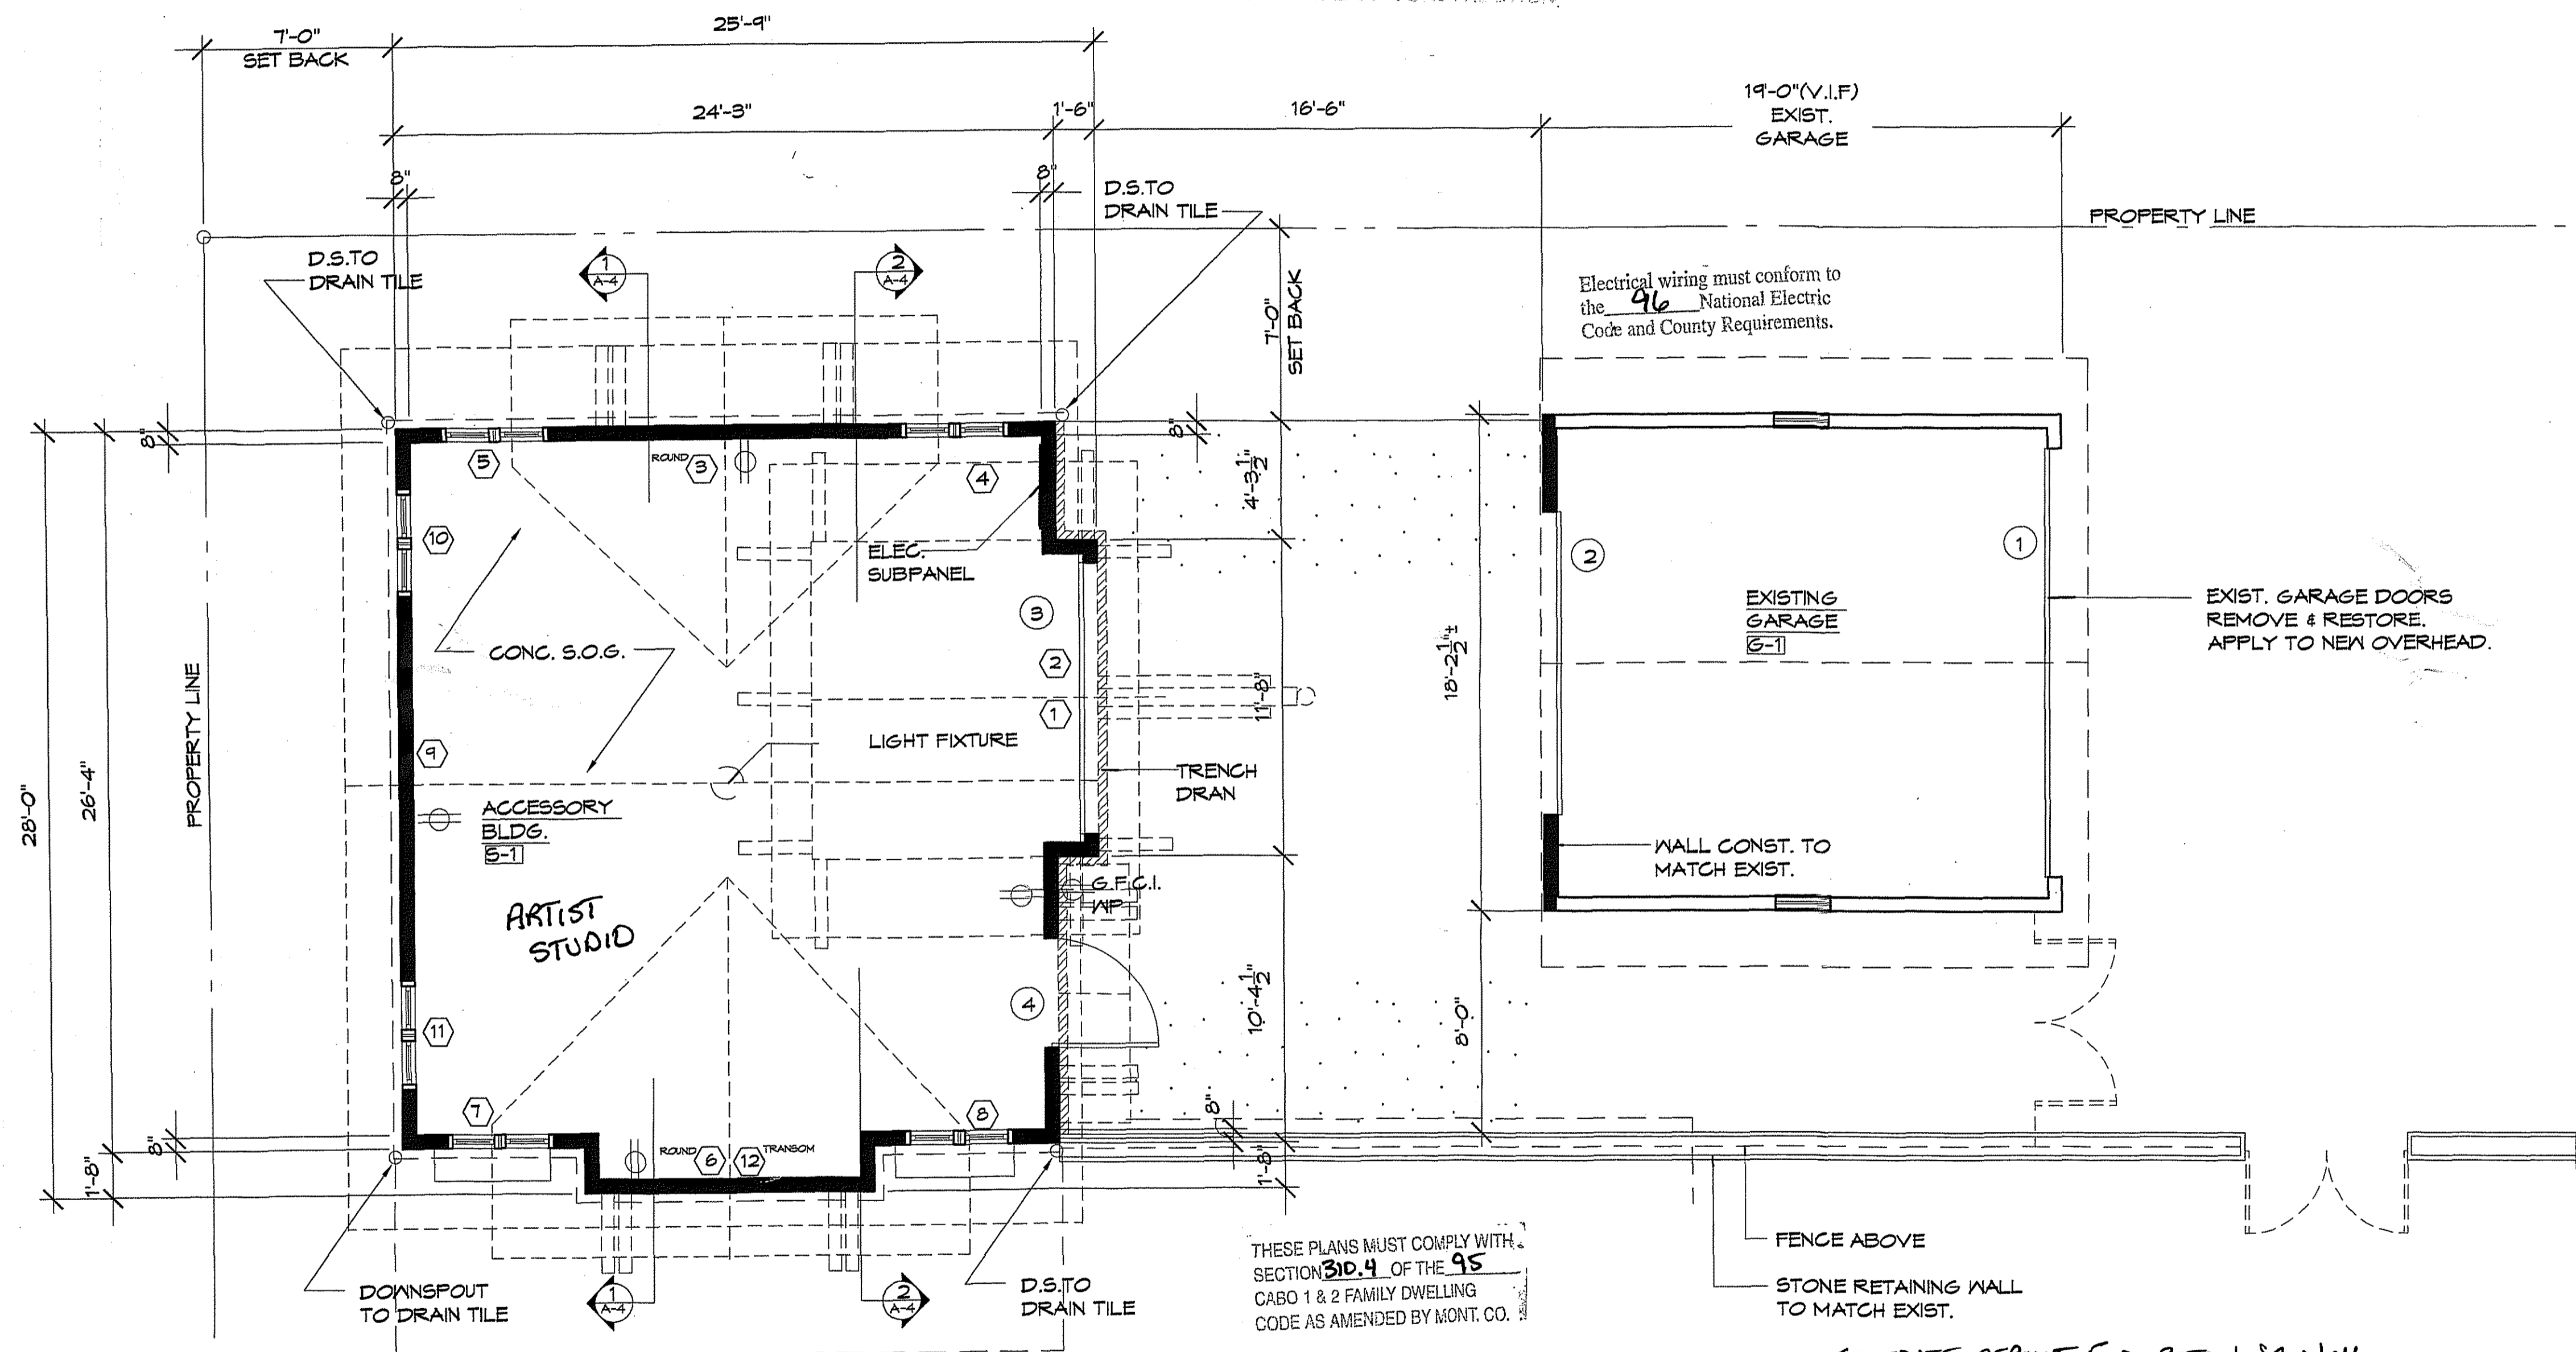 25'-9"
7'-0"
SET BACK
24'-3"
1'-6"
16'-6"
19'-0"(V.I.F)
EXIST.
GARAGE
8"
8"
D.S.TO
DRAIN TILE
PROPERTY LINE
D.S.TO
DRAIN TILE
1
A-4
2
A-4
7'-0"
SET BACK
Electrical wiring must conform to
the 96 National Electric
Code and County Requirements.
8"
8"
5
ROUND 3
4
4'-3 1/2"
10
ELEC.
SUBPANEL
3
2
1
2
1
EXISTING
GARAGE
G-1
EXIST. GARAGE DOORS
REMOVE & RESTORE.
APPLY TO NEW OVERHEAD.
CONC. S.O.G.
18'-2 1/2"±
11'-8"
PROPERTY LINE
9
LIGHT FIXTURE
TRENCH
DRAN
28'-0"
26'-4"
ACCESSORY
BLDG.
S-1
WALL CONST. TO
MATCH EXIST.
G.F.C.I.
WP
ARTIST
STUDIO
4
10'-4 1/2"
8'-0"
11
7
8
8"
8"
ROUND 6 12 TRANSOM
1'-8"
1'-8"
FENCE ABOVE
THESE PLANS MUST COMPLY WITH
SECTION 310.4 OF THE 95
CABO 1 & 2 FAMILY DWELLING
CODE AS AMENDED BY MONT. CO.
STONE RETAINING WALL
TO MATCH EXIST.
DOWNSPOUT
TO DRAIN TILE
1
A-4
2
A-4
D.S.TO
DRAIN TILE